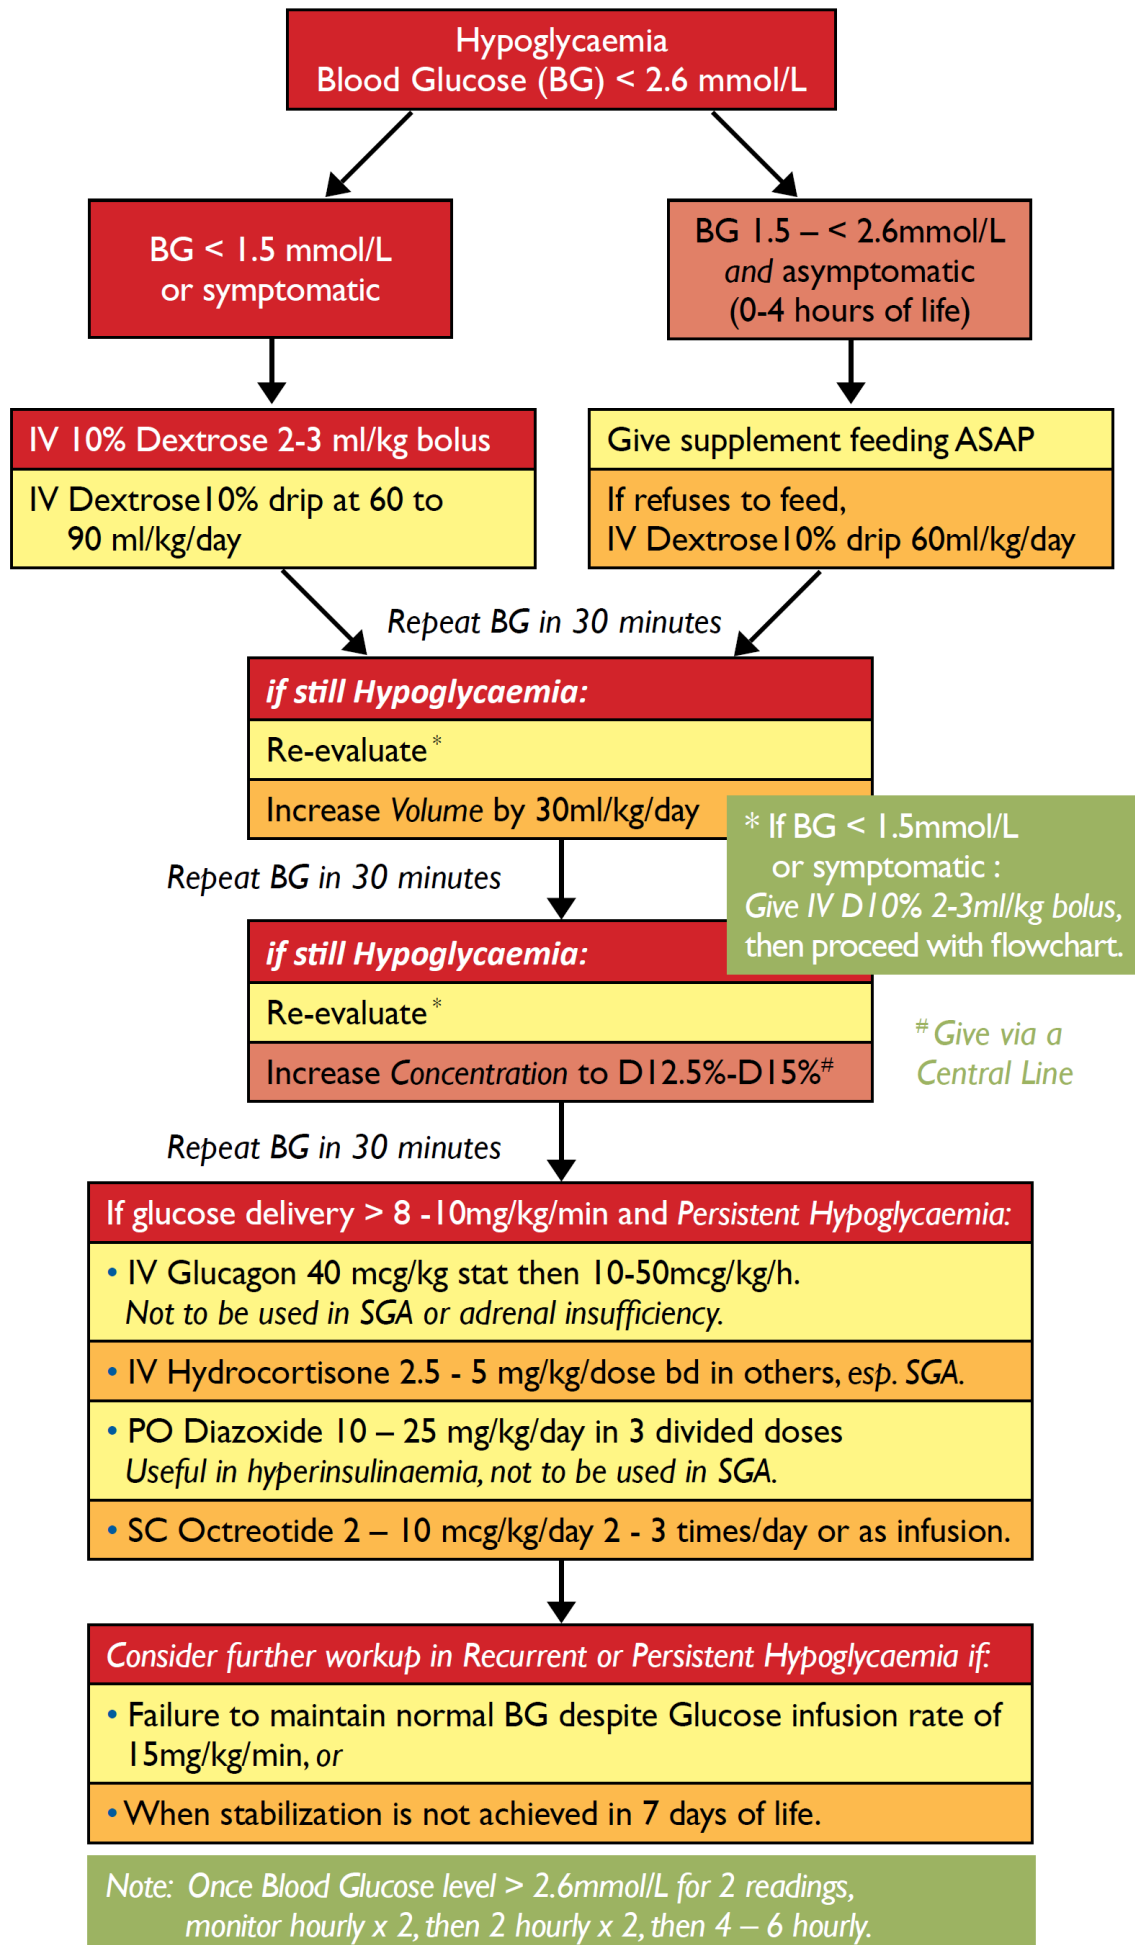 Hypoglycaemia
Blood Glucose (BG) < 2.6 mmol/L
BG < 1.5 mmol/L
or symptomatic
BG 1.5 – < 2.6mmol/L
and asymptomatic
(0-4 hours of life)
IV 10% Dextrose 2-3 ml/kg bolus
IV Dextrose10% drip at 60 to
90 ml/kg/day
Give supplement feeding ASAP
If refuses to feed,
IV Dextrose10% drip 60ml/kg/day
Repeat BG in 30 minutes
if still Hypoglycaemia:
Re-evaluate *
Increase Volume by 30ml/kg/day
* If BG < 1.5mmol/L
or symptomatic :
Give IV D10% 2-3ml/kg bolus,
then proceed with flowchart.
Repeat BG in 30 minutes
if still Hypoglycaemia:
Re-evaluate *
Increase Concentration to D12.5%-D15%#
# Give via a
Central Line
Repeat BG in 30 minutes
If glucose delivery > 8 -10mg/kg/min and Persistent Hypoglycaemia:
• IV Glucagon 40 mcg/kg stat then 10-50mcg/kg/h.
Not to be used in SGA or adrenal insufficiency.
• IV Hydrocortisone 2.5 - 5 mg/kg/dose bd in others, esp. SGA.
• PO Diazoxide 10 – 25 mg/kg/day in 3 divided doses
Useful in hyperinsulinaemia, not to be used in SGA.
• SC Octreotide 2 – 10 mcg/kg/day 2 - 3 times/day or as infusion.
Consider further workup in Recurrent or Persistent Hypoglycaemia if:
• Failure to maintain normal BG despite Glucose infusion rate of
15mg/kg/min, or
• When stabilization is not achieved in 7 days of life.
Note: Once Blood Glucose level > 2.6mmol/L for 2 readings,
monitor hourly x 2, then 2 hourly x 2, then 4 – 6 hourly.